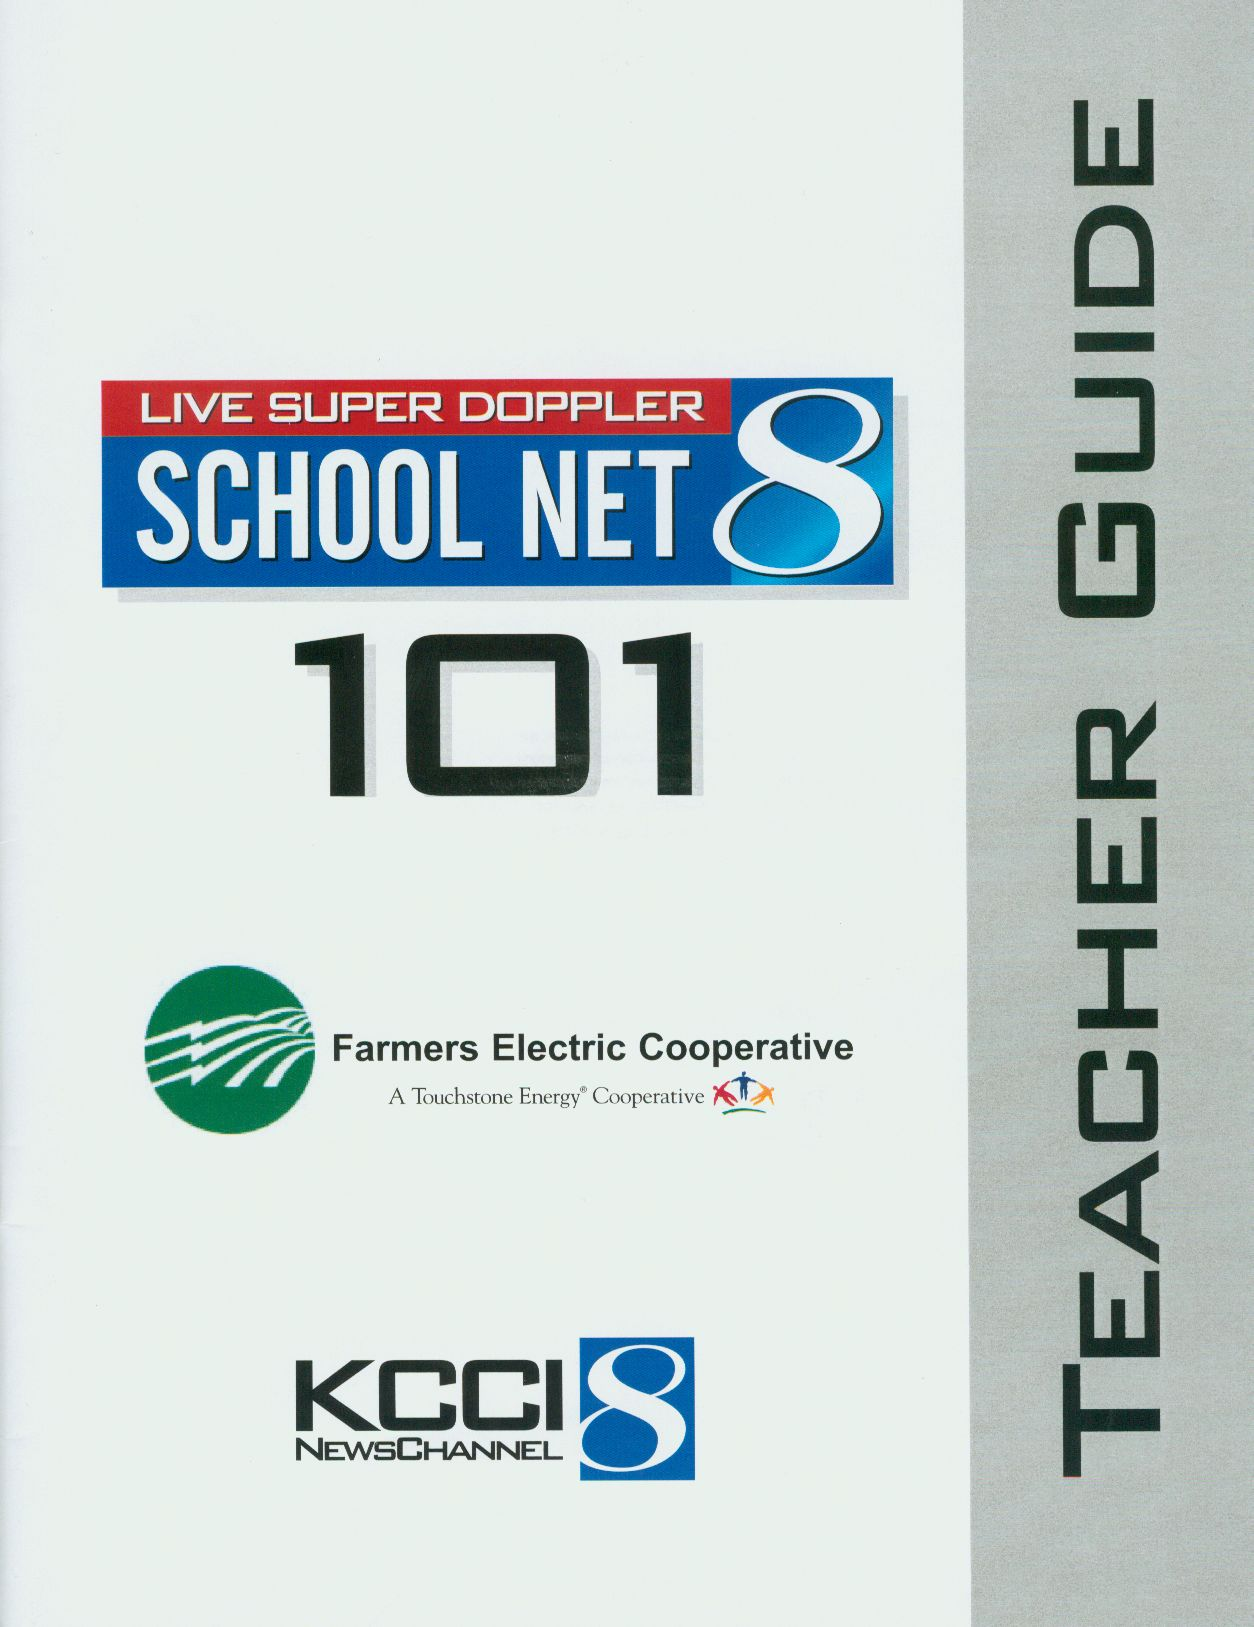 LIVE SUPER DOPPLER
SCHOOL NET 8
101
Farmers Electric Cooperative
A Touchstone Energy® Cooperative
KCCI 8
NEWSCHANNEL
TEACHER GUIDE